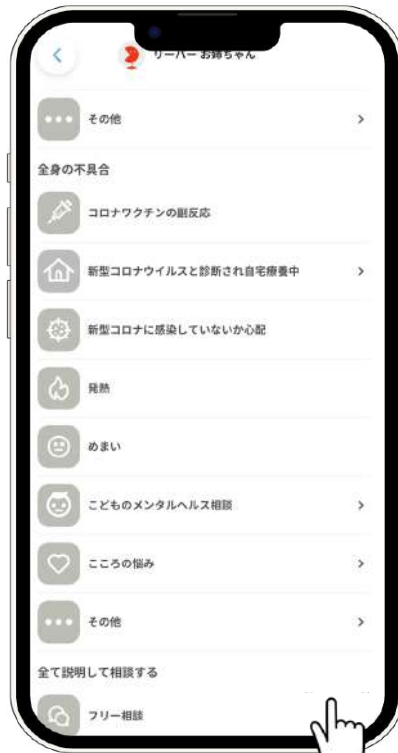 リーバー お姉ちゃん
その他
全身の不具合
コロナワクチンの副反応
新型コロナウイルスと診断され自宅療養中
新型コロナに感染していないか心配
発熱
めまい
こどものメンタルヘルス相談
こころの悩み
その他
全て説明して相談する
フリー相談